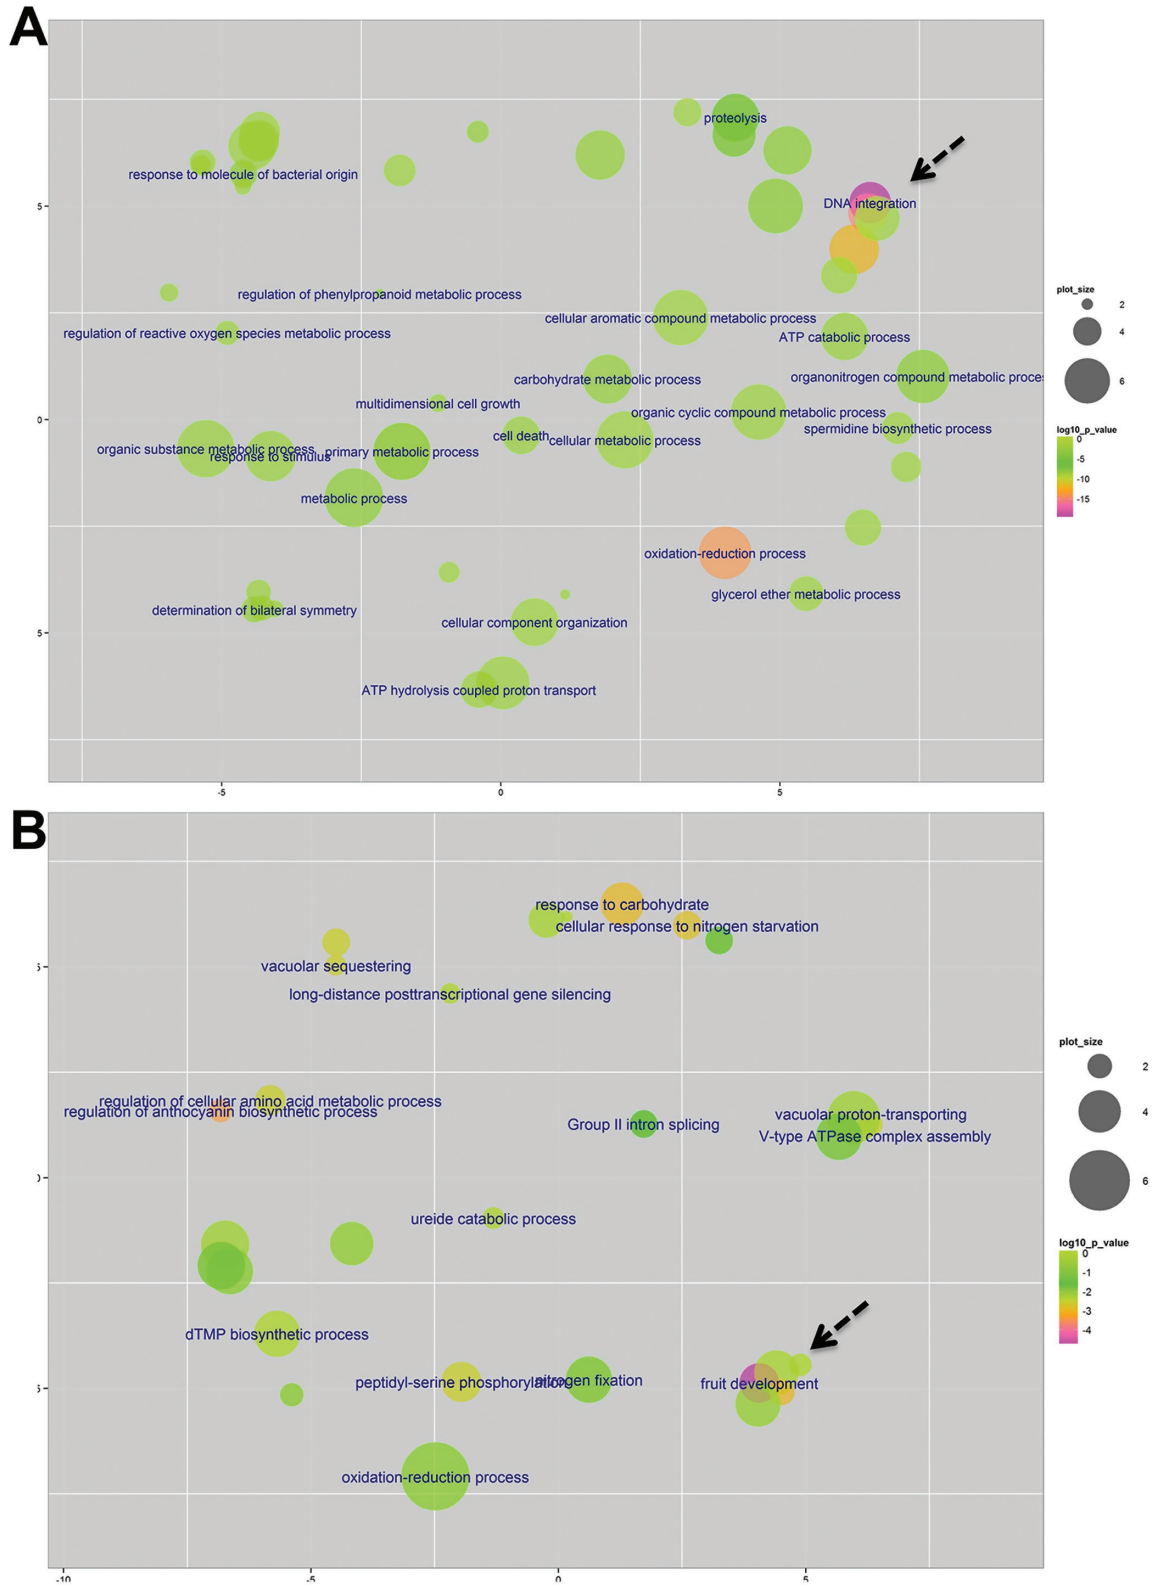 A
proteolysis
response to molecule of bacterial origin
DNA integration
5
regulation of phenylpropanoid metabolic process
plot_size
2
cellular aromatic compound metabolic process
regulation of reactive oxygen species metabolic process
ATP catabolic process
4
carbohydrate metabolic process
organonitrogen compound metabolic proces
6
multidimensional cell growth
organic cyclic compound metabolic process
0
spermidine biosynthetic process
log10_p_value
0
cell death
cellular metabolic process
organic substance metabolic process
response to stimulus
primary metabolic process
-5
-10
metabolic process
-15
oxidation-reduction process
glycerol ether metabolic process
determination of bilateral symmetry
cellular component organization
5
ATP hydrolysis coupled proton transport
-5
0
5
B
response to carbohydrate
cellular response to nitrogen starvation
vacuolar sequestering
long-distance posttranscriptional gene silencing
plot_size
2
regulation of cellular amino acid metabolic process
regulation of anthocyanin biosynthetic process
vacuolar proton-transporting
4
Group II intron splicing
V-type ATPase complex assembly
6
ureide catabolic process
log10_p_value
0
-1
-2
-3
-4
dTMP biosynthetic process
peptidyl-serine phosphorylation
nitrogen fixation
fruit development
5
oxidation-reduction process
-10
-5
0
5